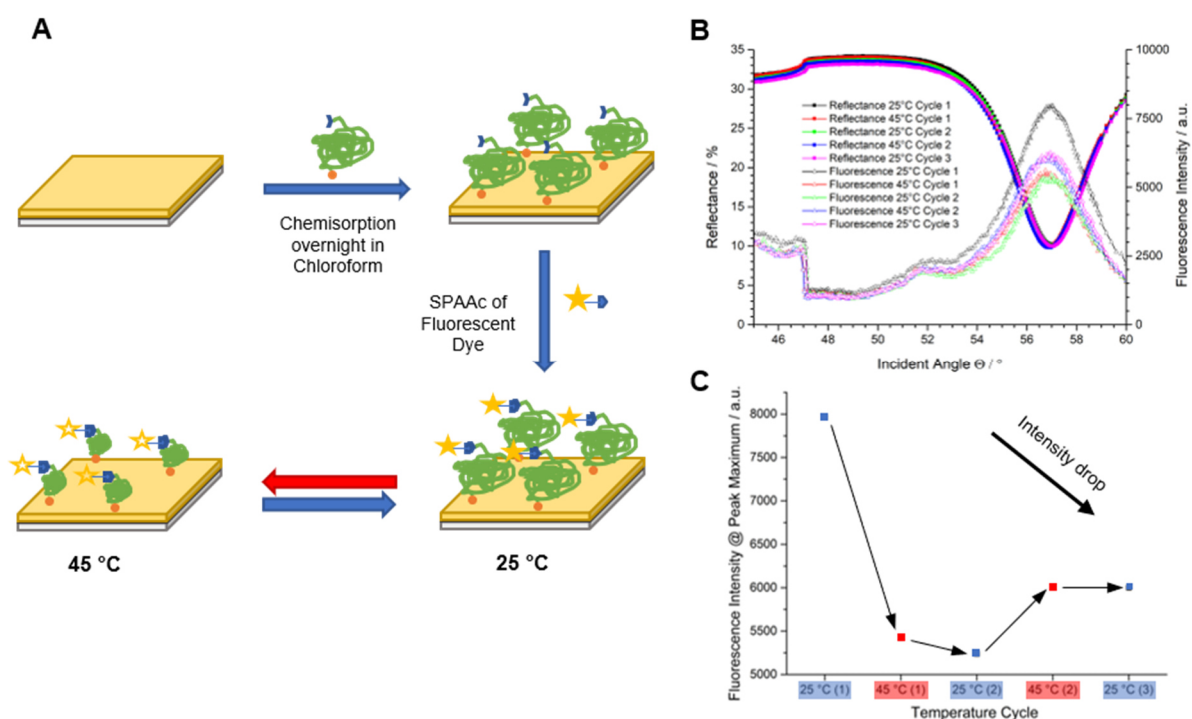 A
Chemisorption
overnight in
Chloroform
SPAAc of
Fluorescent
Dye
45 °C
25 °C
B
35
30
25
20
15
10
5
0
Reflectance / %
10000
7500
5000
2500
0
Fluorescence Intensity / a.u.
Reflectance 25°C Cycle 1
Reflectance 45°C Cycle 1
Reflectance 25°C Cycle 2
Reflectance 45°C Cycle 2
Reflectance 25°C Cycle 3
Fluorescence 25°C Cycle 1
Fluorescence 45°C Cycle 1
Fluorescence 25°C Cycle 2
Fluorescence 45°C Cycle 2
Fluorescence 25°C Cycle 3
46 48 50 52 54 56 58 60
Incident Angle Θ / °
C
8000
7500
7000
6500
6000
5500
5000
Fluorescence Intensity @ Peak Maximum / a.u.
Intensity drop
25 °C (1) 45 °C (1) 25 °C (2) 45 °C (2) 25 °C (3)
Temperature Cycle